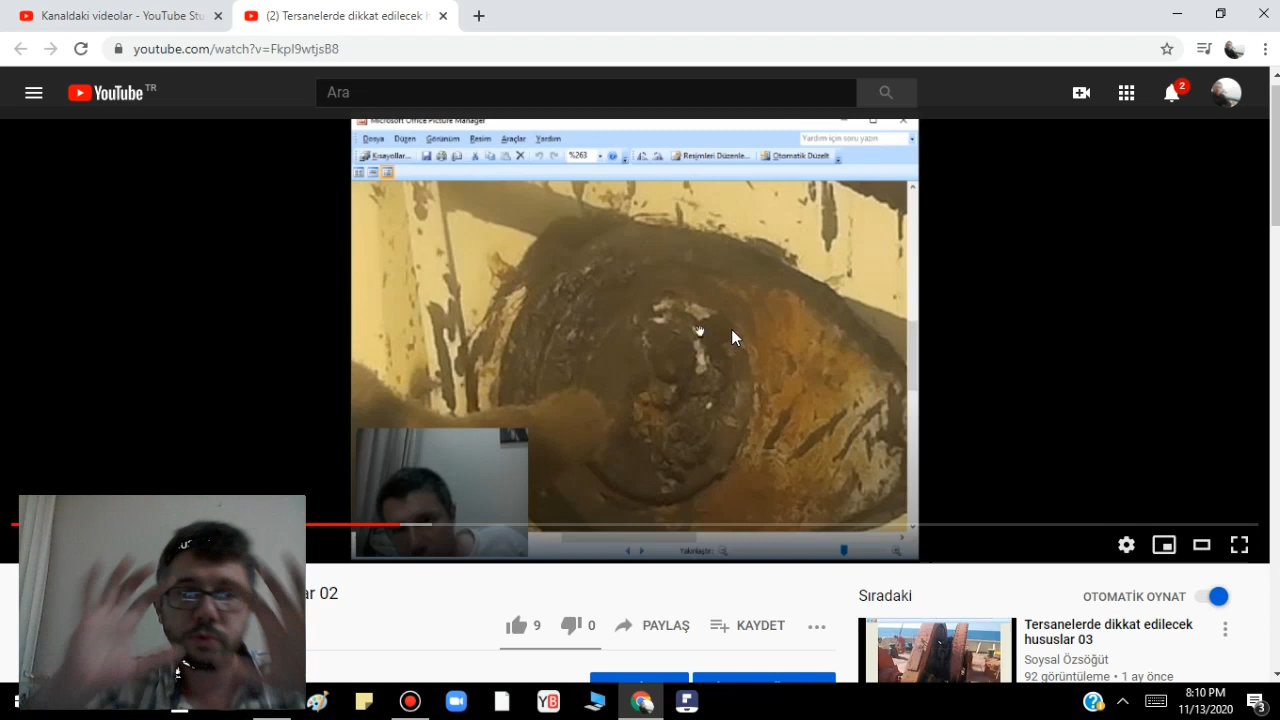 Kanaldaki videolar - YouTube Stu
(2) Tersanelerde dikkat edilecek h
youtube.com/watch?v=FkpI9wtjsB8
YouTube TR
Ara
2
Microsoft Office Picture Manager
Dosya Düzen Görünüm Resim Araçlar Yardım
Yardım için soru yazın
Kısayollar... %263 Resimleri Düzenle... Otomatik Düzelt
Yakınlaştır:
ar 02
9 0 PAYLAŞ KAYDET
Sıradaki
OTOMATİK OYNAT
Tersanelerde dikkat edilecek
hususlar 03
Soysal Özsöğüt
92 görüntüleme • 1 ay önce
8:10 PM
11/13/2020
3